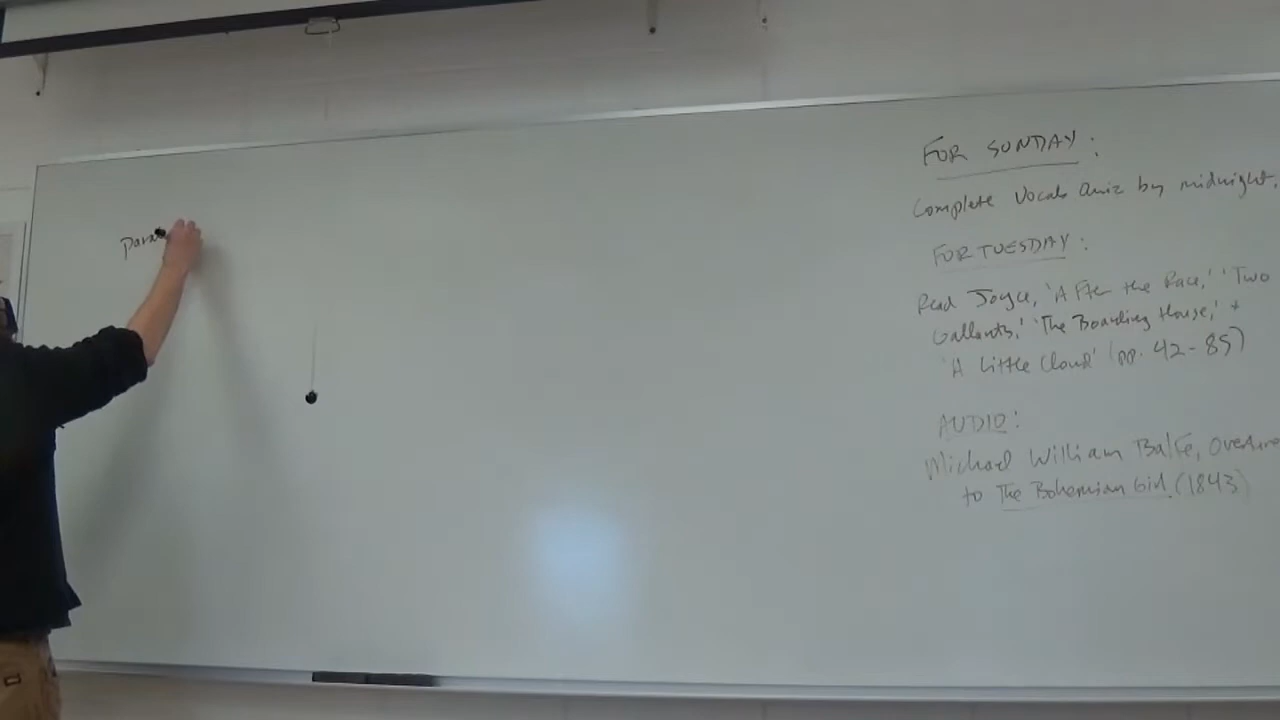 para
FOR SUNDAY:
Complete Vocab Quiz by midnight.
FOR TUESDAY:
Read Joyce, 'After the Race,' 'Two
Gallants,' 'The Boarding House,' +
'A Little Cloud' (pp. 42-85)
AUDIO:
Michael William Balfe, Overture
to The Bohemian Girl (1843)